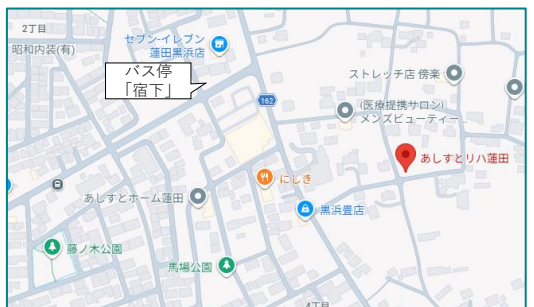 2丁目
昭和内装(有)
セブン-イレブン
蓮田黒浜店
バス停
「宿下」
ストレッチ店 傍楽
162
(医療提携サロン)
メンズビューティー...
あしすとリハ蓮田
にしき
あしすとホーム蓮田
黒浜畳店
藤ノ木公園
馬場公園
4丁目